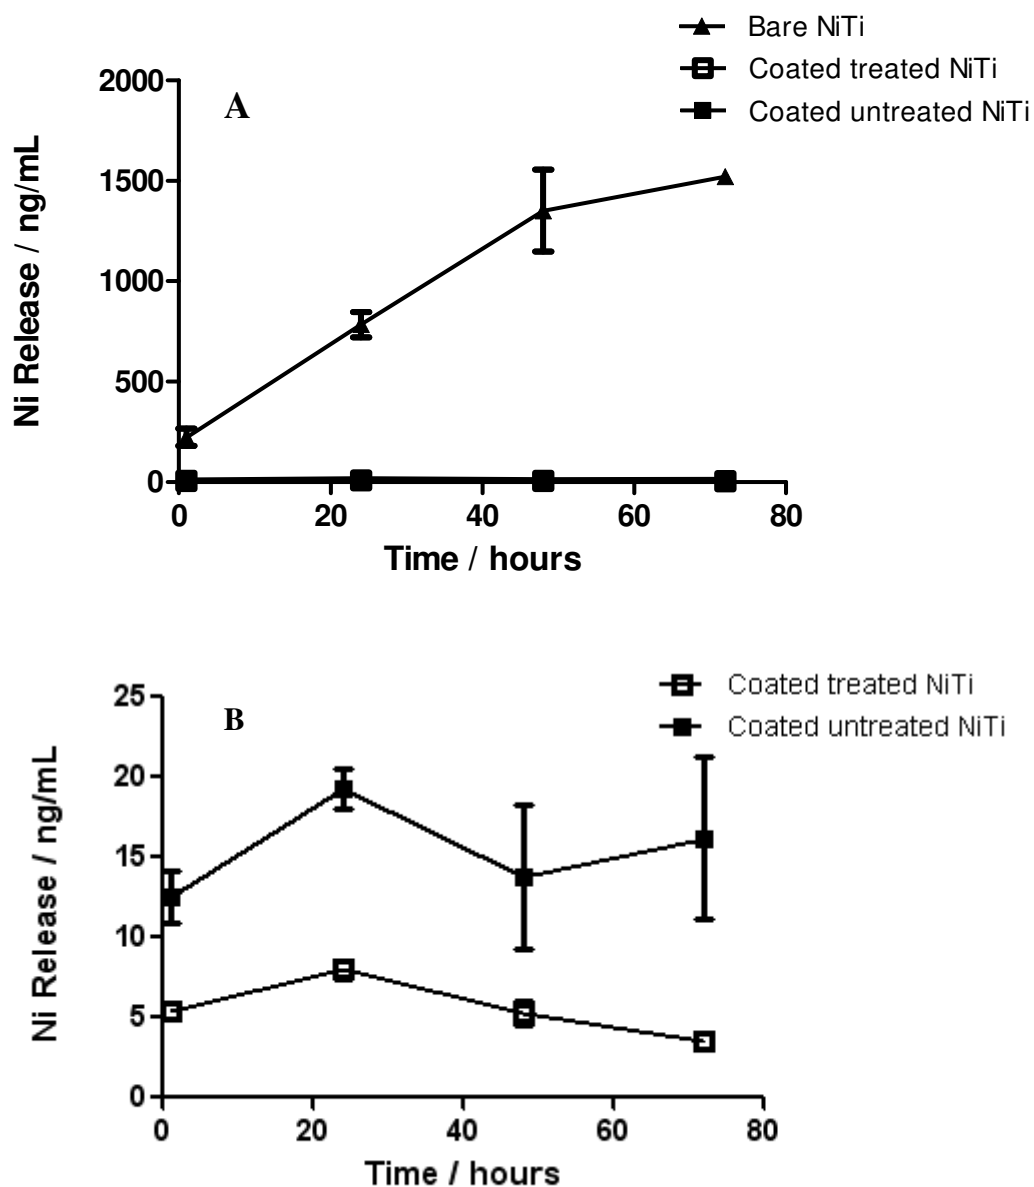 Bare NiTi
Coated treated NiTi
Coated untreated NiTi
A
2000
1500
1000
500
0
Ni Release / ng/mL
0 20 40 60 80
Time / hours
Coated treated NiTi
Coated untreated NiTi
B
25
20
15
10
5
0
Ni Release / ng/mL
0 20 40 60 80
Time / hours